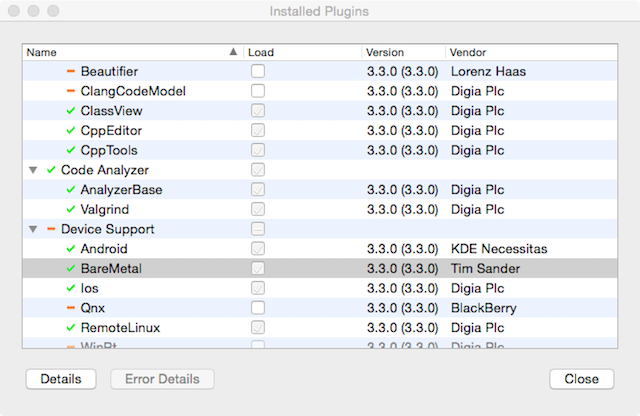 Installed Plugins
Name Load Version Vendor
Beautifier 3.3.0 (3.3.0) Lorenz Haas
ClangCodeModel 3.3.0 (3.3.0) Digia Plc
ClassView 3.3.0 (3.3.0) Digia Plc
CppEditor 3.3.0 (3.3.0) Digia Plc
CppTools 3.3.0 (3.3.0) Digia Plc
Code Analyzer
AnalyzerBase 3.3.0 (3.3.0) Digia Plc
Valgrind 3.3.0 (3.3.0) Digia Plc
Device Support
Android 3.3.0 (3.3.0) KDE Necessitas
BareMetal 3.3.0 (3.3.0) Tim Sander
Ios 3.3.0 (3.3.0) Digia Plc
Qnx 3.3.0 (3.3.0) BlackBerry
RemoteLinux 3.3.0 (3.3.0) Digia Plc
WinRt 3.3.0 (3.3.0) Digia Plc
Details Error Details Close